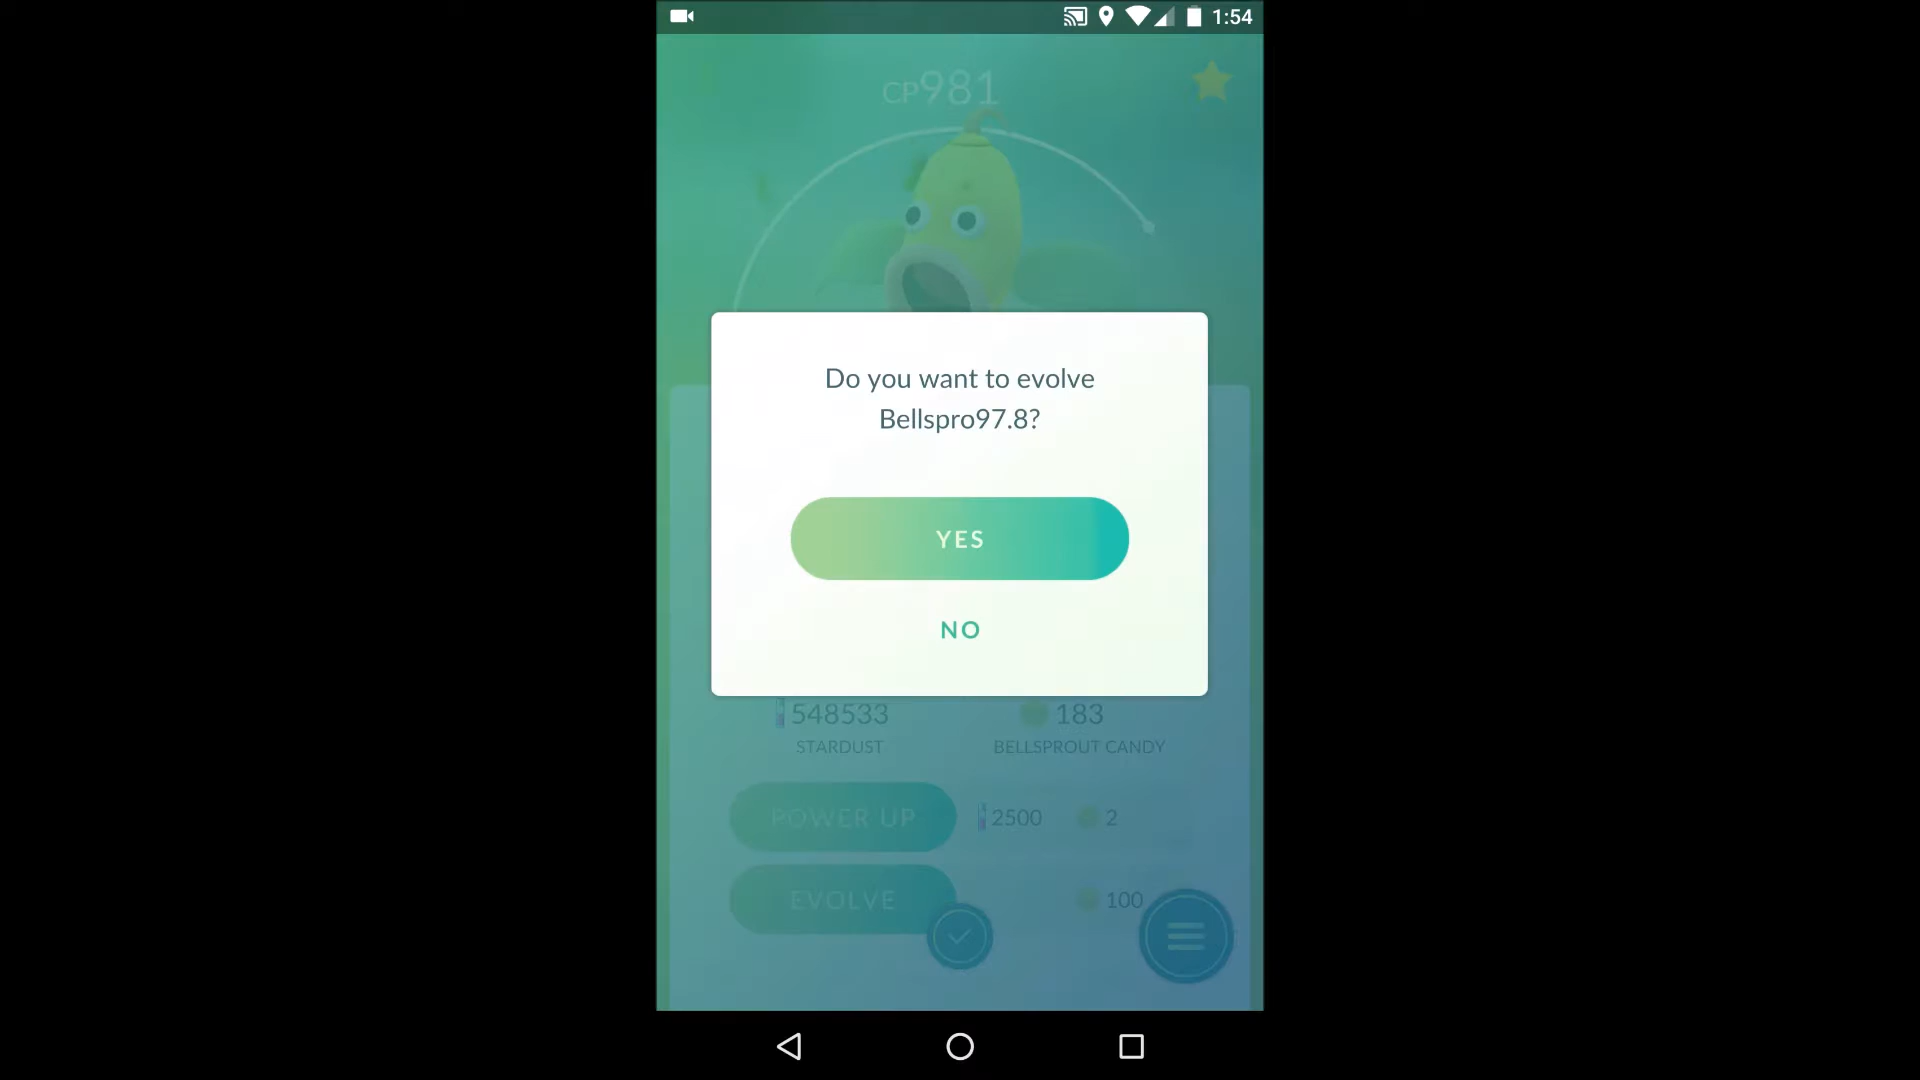 1:54
CP981
Do you want to evolve
Bellspro97.8?
YES
NO
548533
183
STARDUST
BELLSPROUT CANDY
POWER UP
2500
2
EVOLVE
100